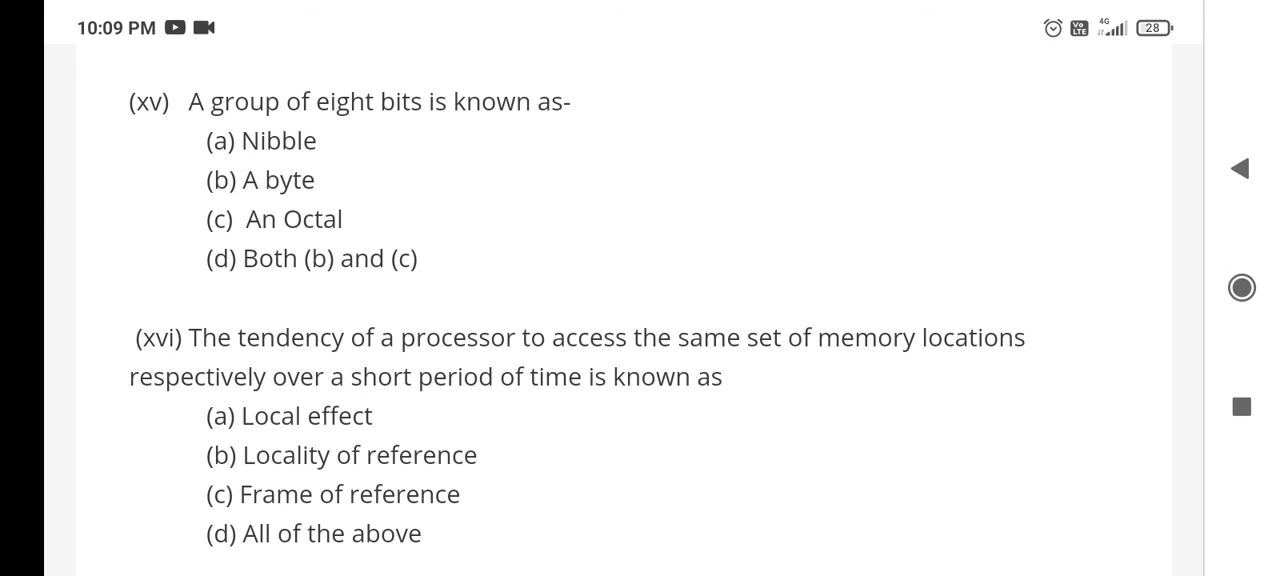 10:09 PM
4G
Vo LTE
28
(xv) A group of eight bits is known as-
(a) Nibble
(b) A byte
(c) An Octal
(d) Both (b) and (c)
(xvi) The tendency of a processor to access the same set of memory locations
respectively over a short period of time is known as
(a) Local effect
(b) Locality of reference
(c) Frame of reference
(d) All of the above